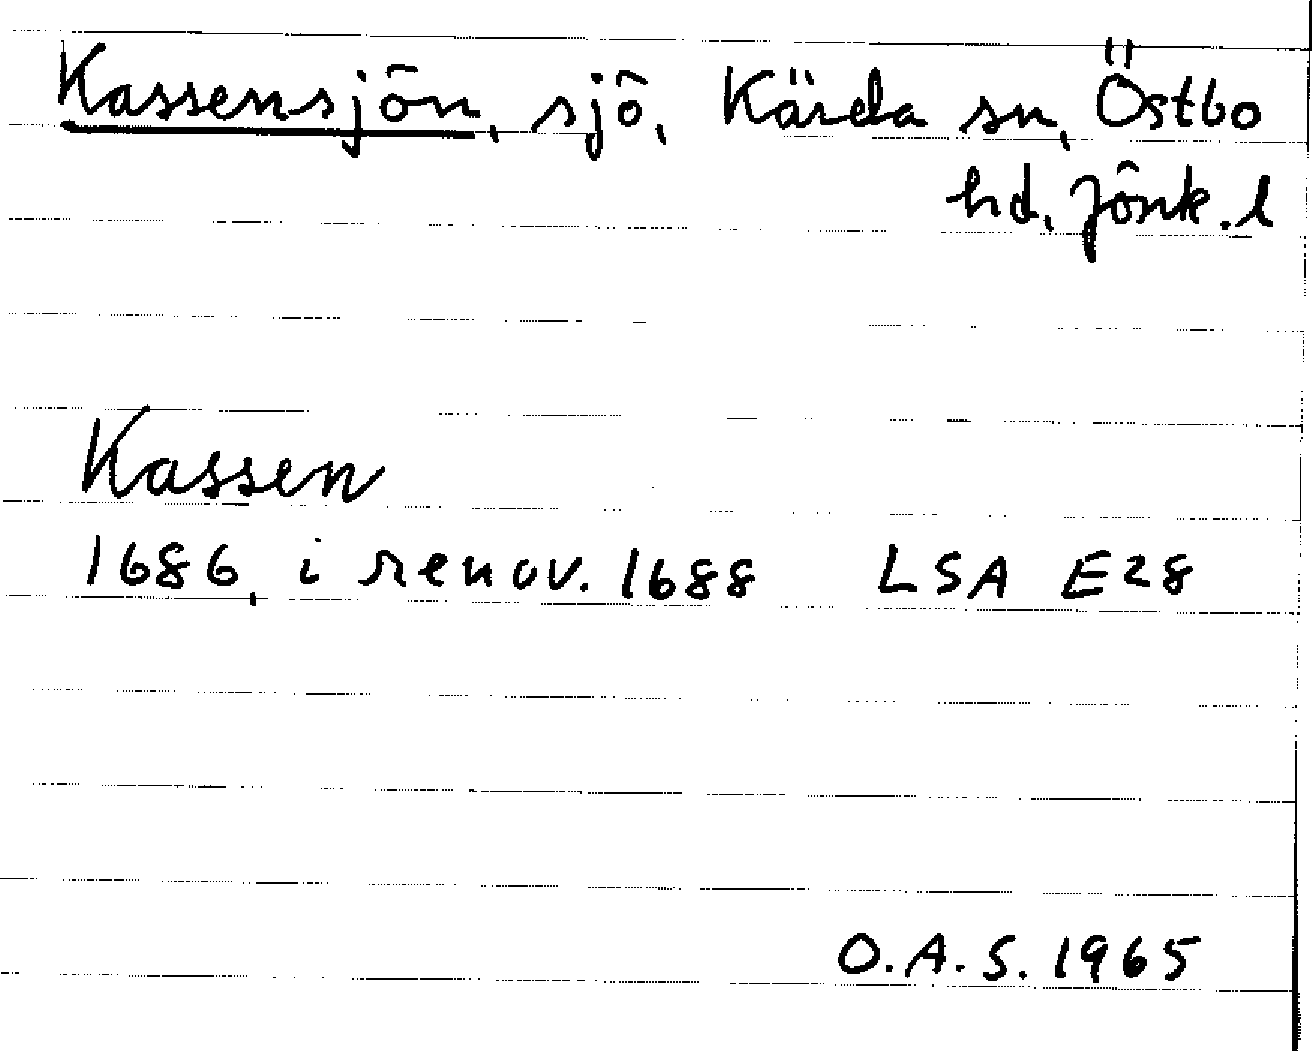 Kassensjön, sjö, Kärda sn, Östbo
hd, Jönk. l
Kassen
1686, i renov. 1688 LSA E28
O.A.S. 1965